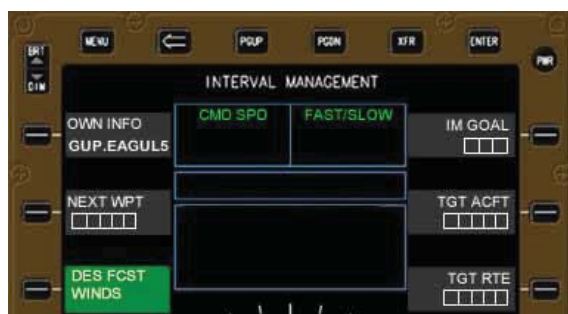 MENU
PGUP
PGDN
XFR
ENTER
BRT
DIM
PWR
INTERVAL MANAGEMENT
OWN INFO
GUP.EAGUL5
CMD SPD
FAST/SLOW
IM GOAL
NEXT WPT
TGT ACFT
DES FCST
WINDS
TGT RTE